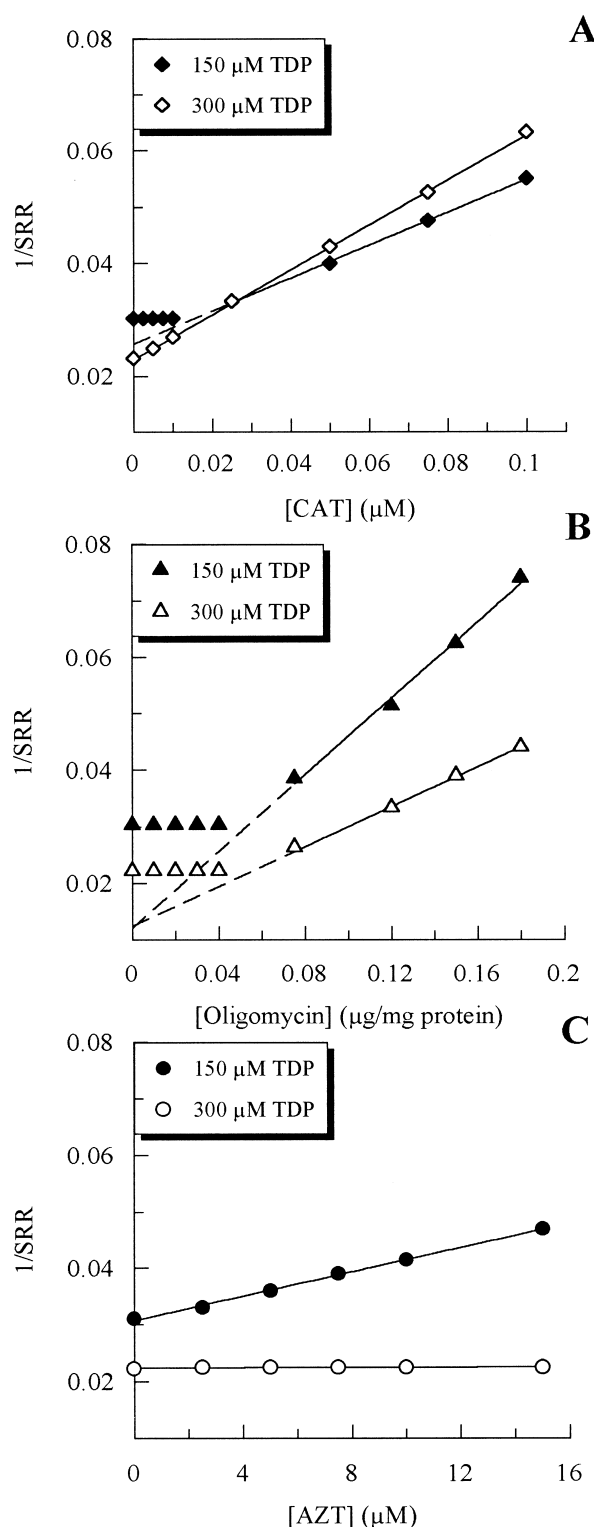 A
0.08
150 µM TDP
300 µM TDP
0.06
1/SRR
0.04
0.02
0 0.02 0.04 0.06 0.08 0.1
[CAT] (µM)
B
0.08
150 µM TDP
300 µM TDP
0.06
1/SRR
0.04
0.02
0 0.04 0.08 0.12 0.16 0.2
[Oligomycin] (µg/mg protein)
C
0.08
150 µM TDP
300 µM TDP
0.06
1/SRR
0.04
0.02
0 4 8 12 16
[AZT] (µM)